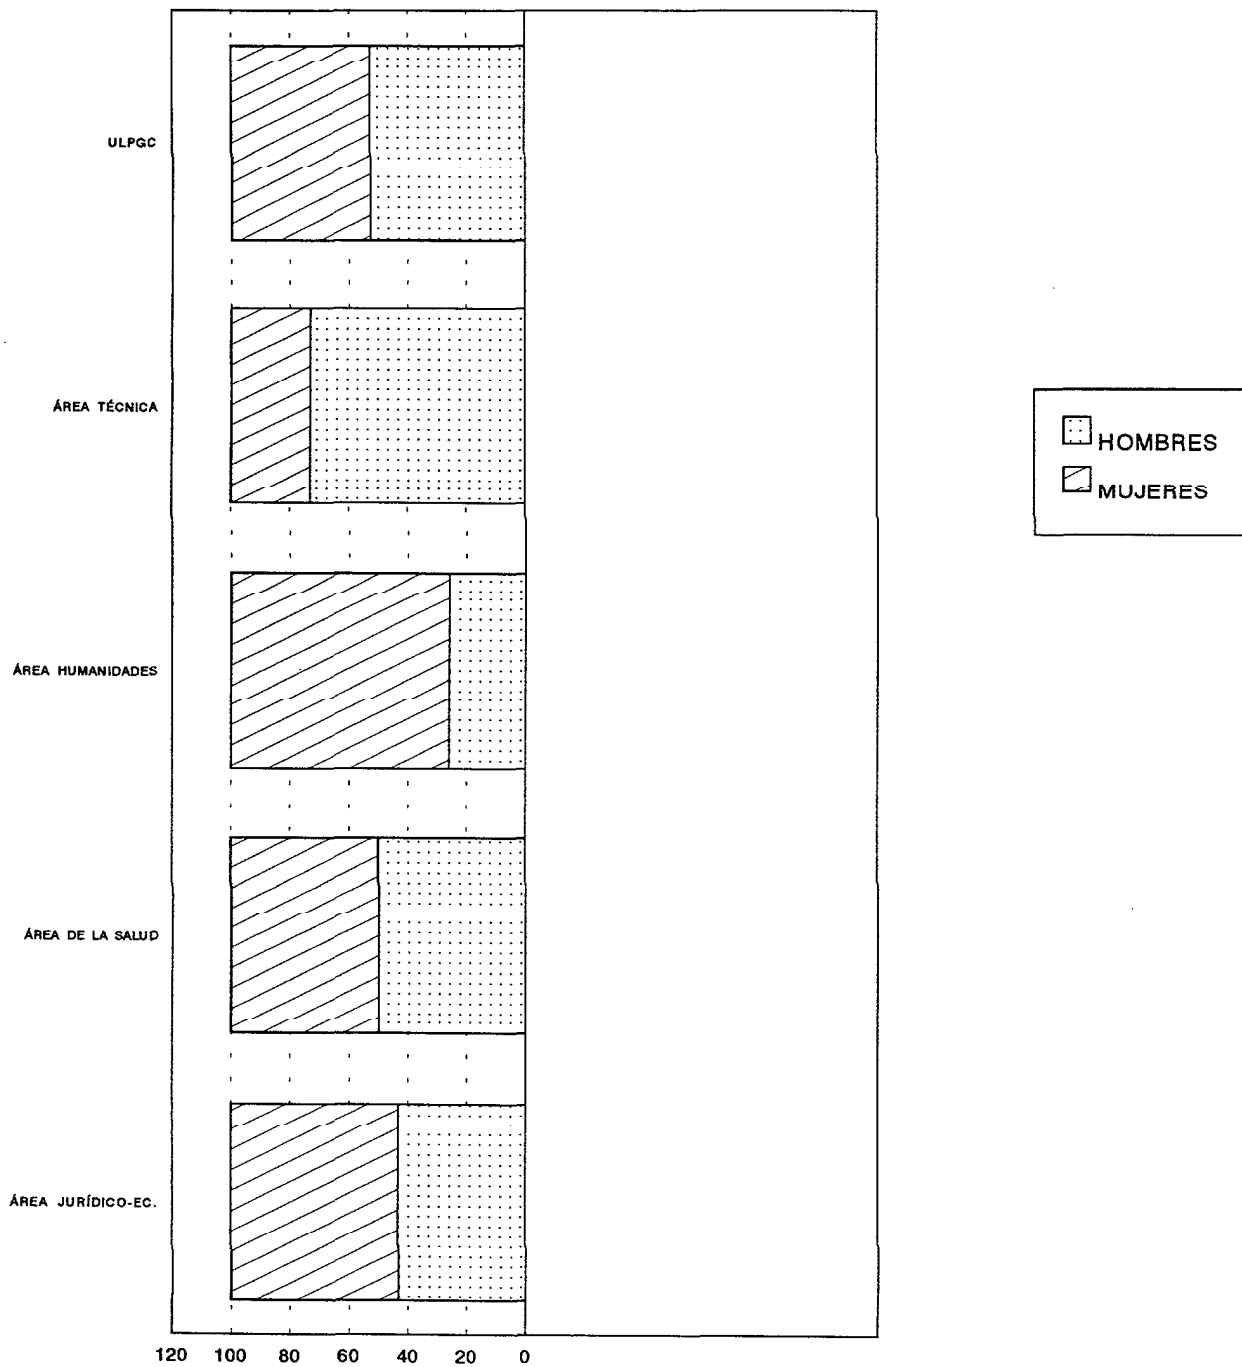 ULPGC
ÁREA TÉCNICA
HOMBRES
MUJERES
ÁREA HUMANIDADES
ÁREA DE LA SALUD
ÁREA JURÍDICO-EC.
120 100 80 60 40 20 0